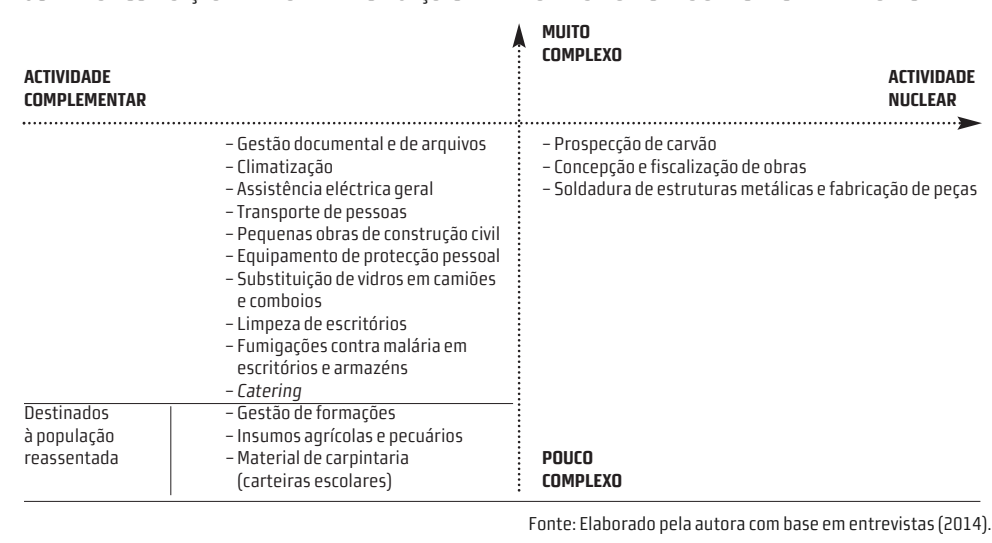 MUITO
COMPLEXO
ACTIVIDADE
COMPLEMENTAR
ACTIVIDADE
NUCLEAR
– Gestão documental e de arquivos
– Climatização
– Assistência eléctrica geral
– Transporte de pessoas
– Pequenas obras de construção civil
– Equipamento de protecção pessoal
– Substituição de vidros em camiões
e comboios
– Limpeza de escritórios
– Fumigações contra malária em
escritórios e armazéns
– Catering
– Prospecção de carvão
– Concepção e fiscalização de obras
– Soldadura de estruturas metálicas e fabricação de peças
Destinados
à população
reassentada
– Gestão de formações
– Insumos agrícolas e pecuários
– Material de carpintaria
(carteiras escolares)
POUCO
COMPLEXO
Fonte: Elaborado pela autora com base em entrevistas (2014).